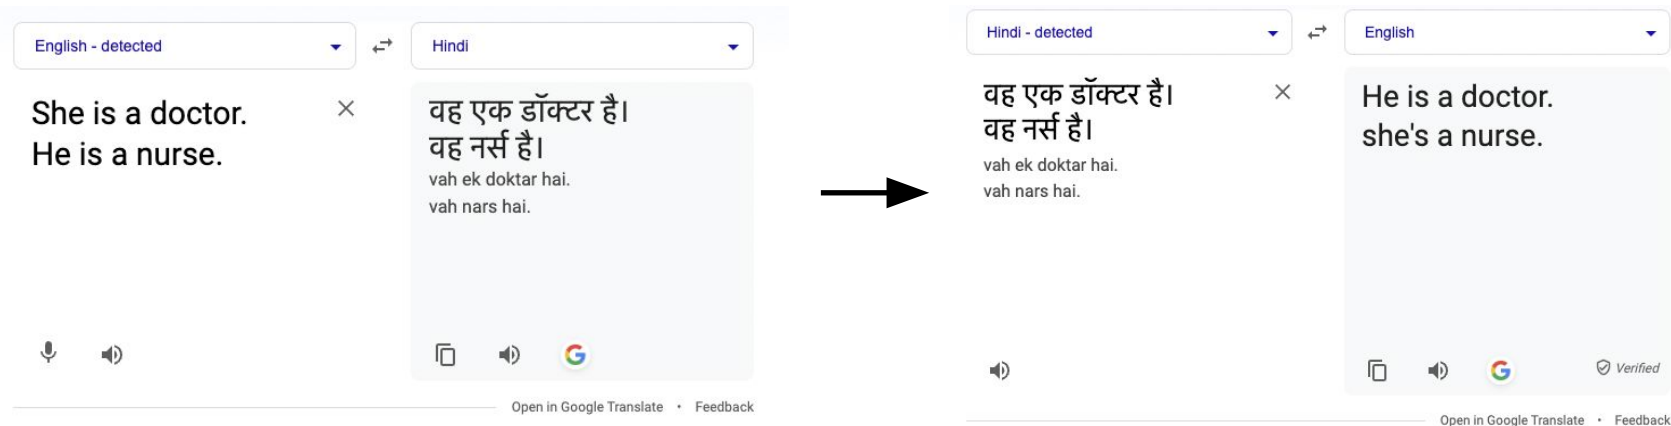 English - detected
Hindi
She is a doctor.
He is a nurse.
वह एक डॉक्टर है।
वह नर्स है।
vah ek doktar hai.
vah nars hai.
Open in Google Translate • Feedback
Hindi - detected
English
वह एक डॉक्टर है।
वह नर्स है।
vah ek doktar hai.
vah nars hai.
He is a doctor.
she's a nurse.
Verified
Open in Google Translate • Feedback